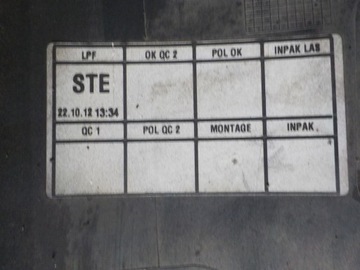 LPF OK QC 2 POL OK INPAK LAS
STE
22.10.12 13:34
QC 1 POL QC 2 MONTAGE INPAK